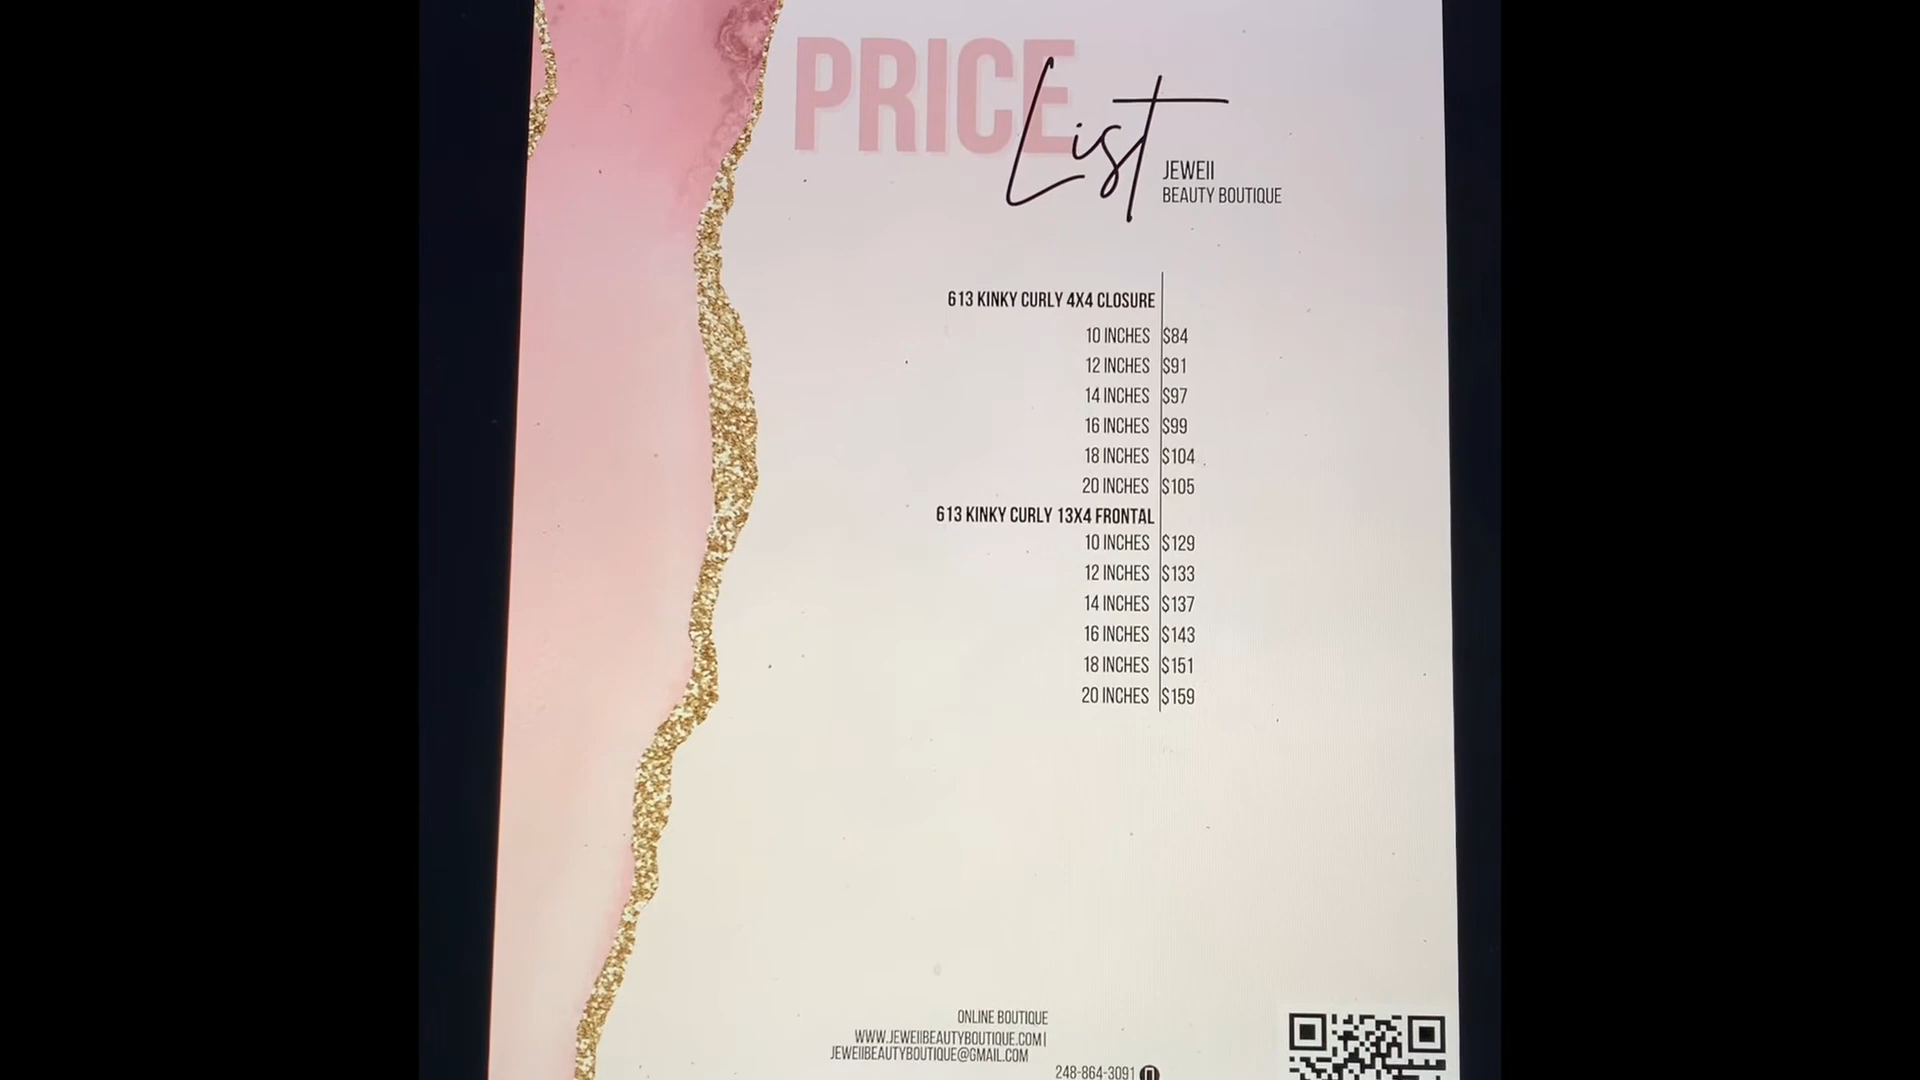 PRICE
List
JEWEII
BEAUTY BOUTIQUE
613 KINKY CURLY 4X4 CLOSURE
10 INCHES $84
12 INCHES $91
14 INCHES $97
16 INCHES $99
18 INCHES $104
20 INCHES $105
613 KINKY CURLY 13X4 FRONTAL
10 INCHES $129
12 INCHES $133
14 INCHES $137
16 INCHES $143
18 INCHES $151
20 INCHES $159
ONLINE BOUTIQUE
WWW.JEWEIIBEAUTYBOUTIQUE.COM|
JEWEIIBEAUTYBOUTIQUE@GMAIL.COM
248-864-3091